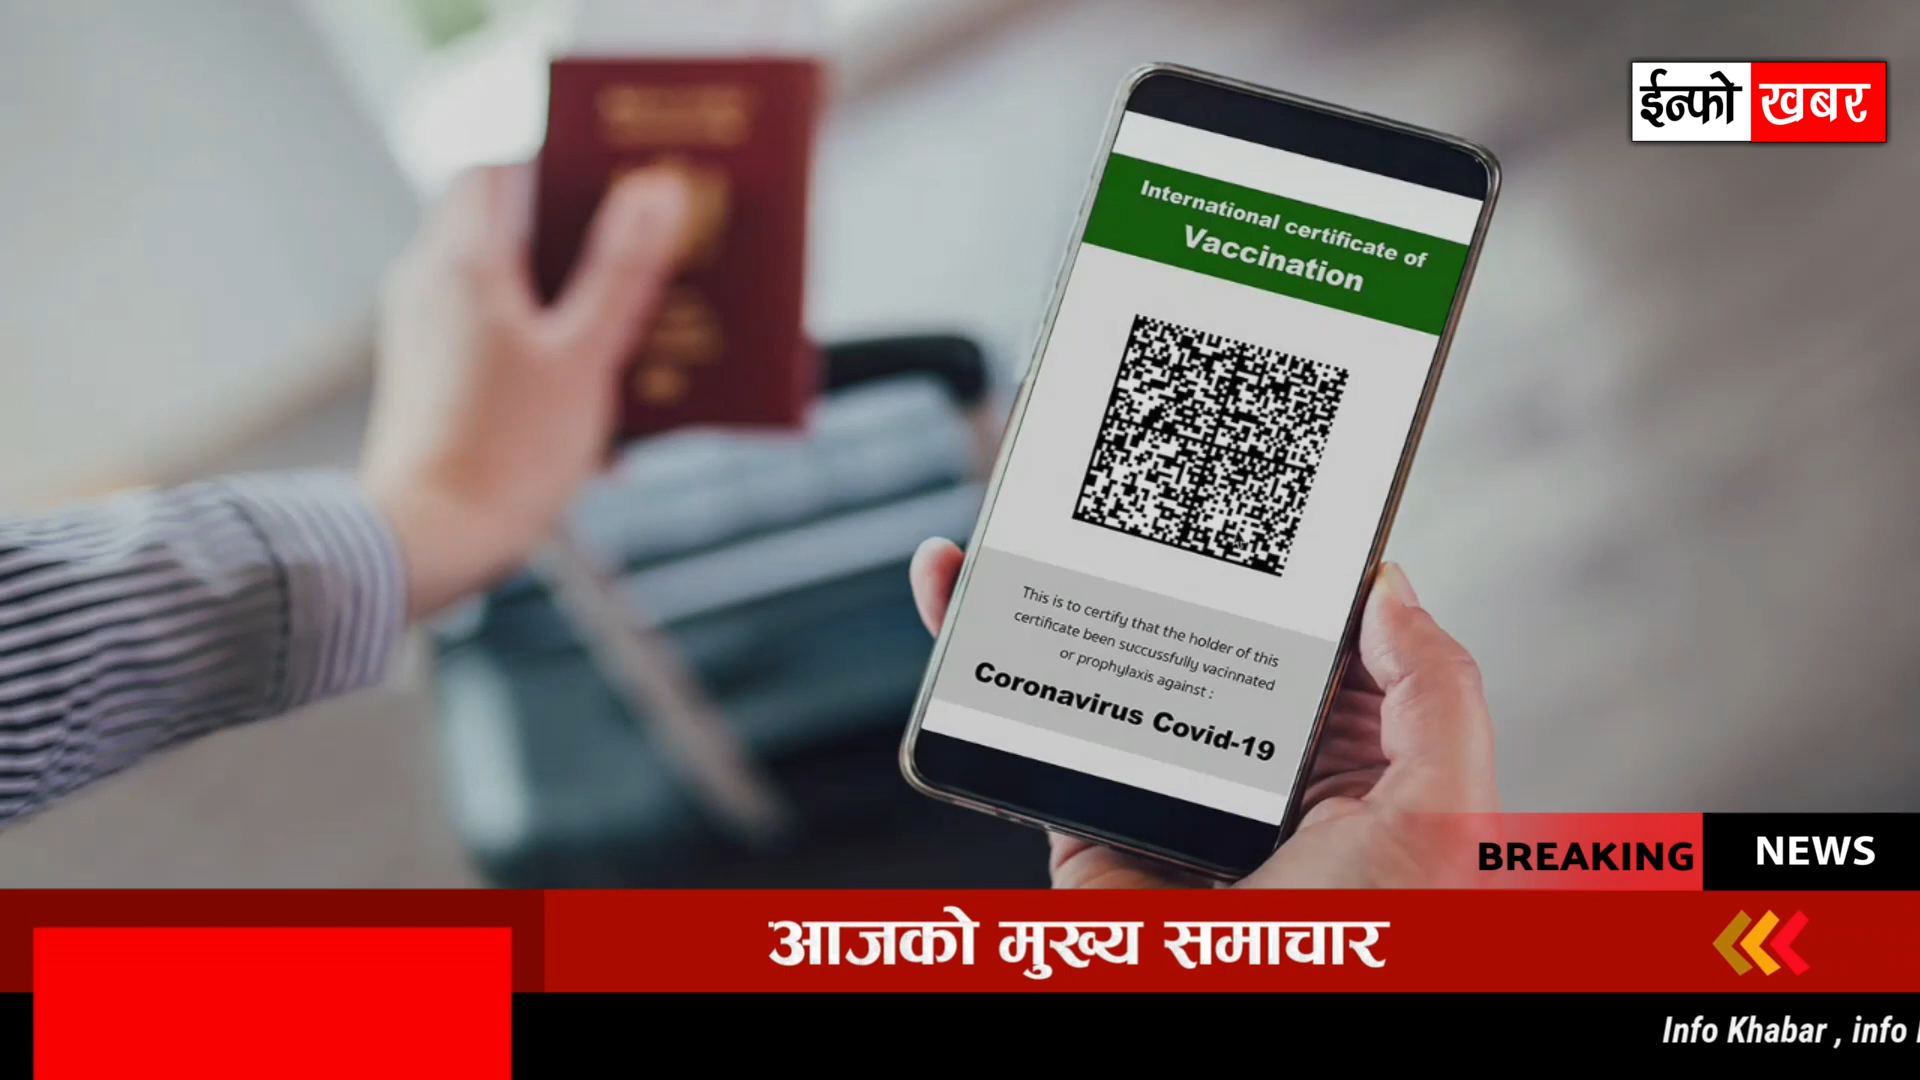 ईन्फो खबर
International certificate of
Vaccination
This is to certify that the holder of this
certificate been succussfully vacinnated
or prophylaxis against :
Coronavirus Covid-19
BREAKING NEWS
आजको मुख्य समाचार
Info Khabar , info